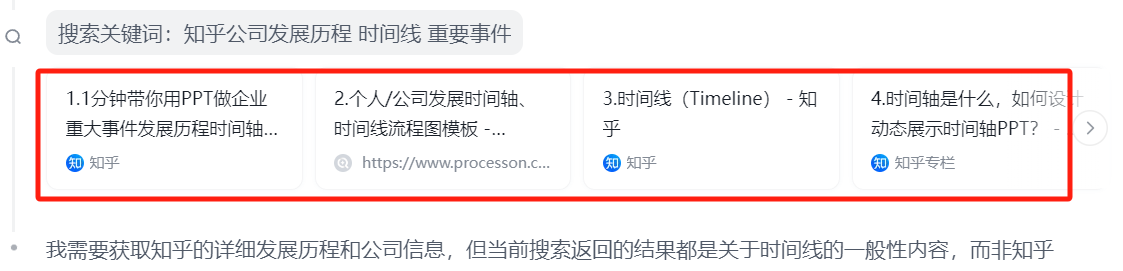 搜索关键词：知乎公司发展历程 时间线 重要事件
1.1分钟带你用PPT做企业
重大事件发展历程时间轴...
知乎
2.个人/公司发展时间轴、
时间线流程图模板 -...
https://www.processon.c...
3.时间线（Timeline） - 知
乎
知乎
4.时间轴是什么，如何设计
动态展示时间轴PPT？ -
知乎专栏
我需要获取知乎的详细发展历程和公司信息，但当前搜索返回的结果都是关于时间线的一般性内容，而非知乎